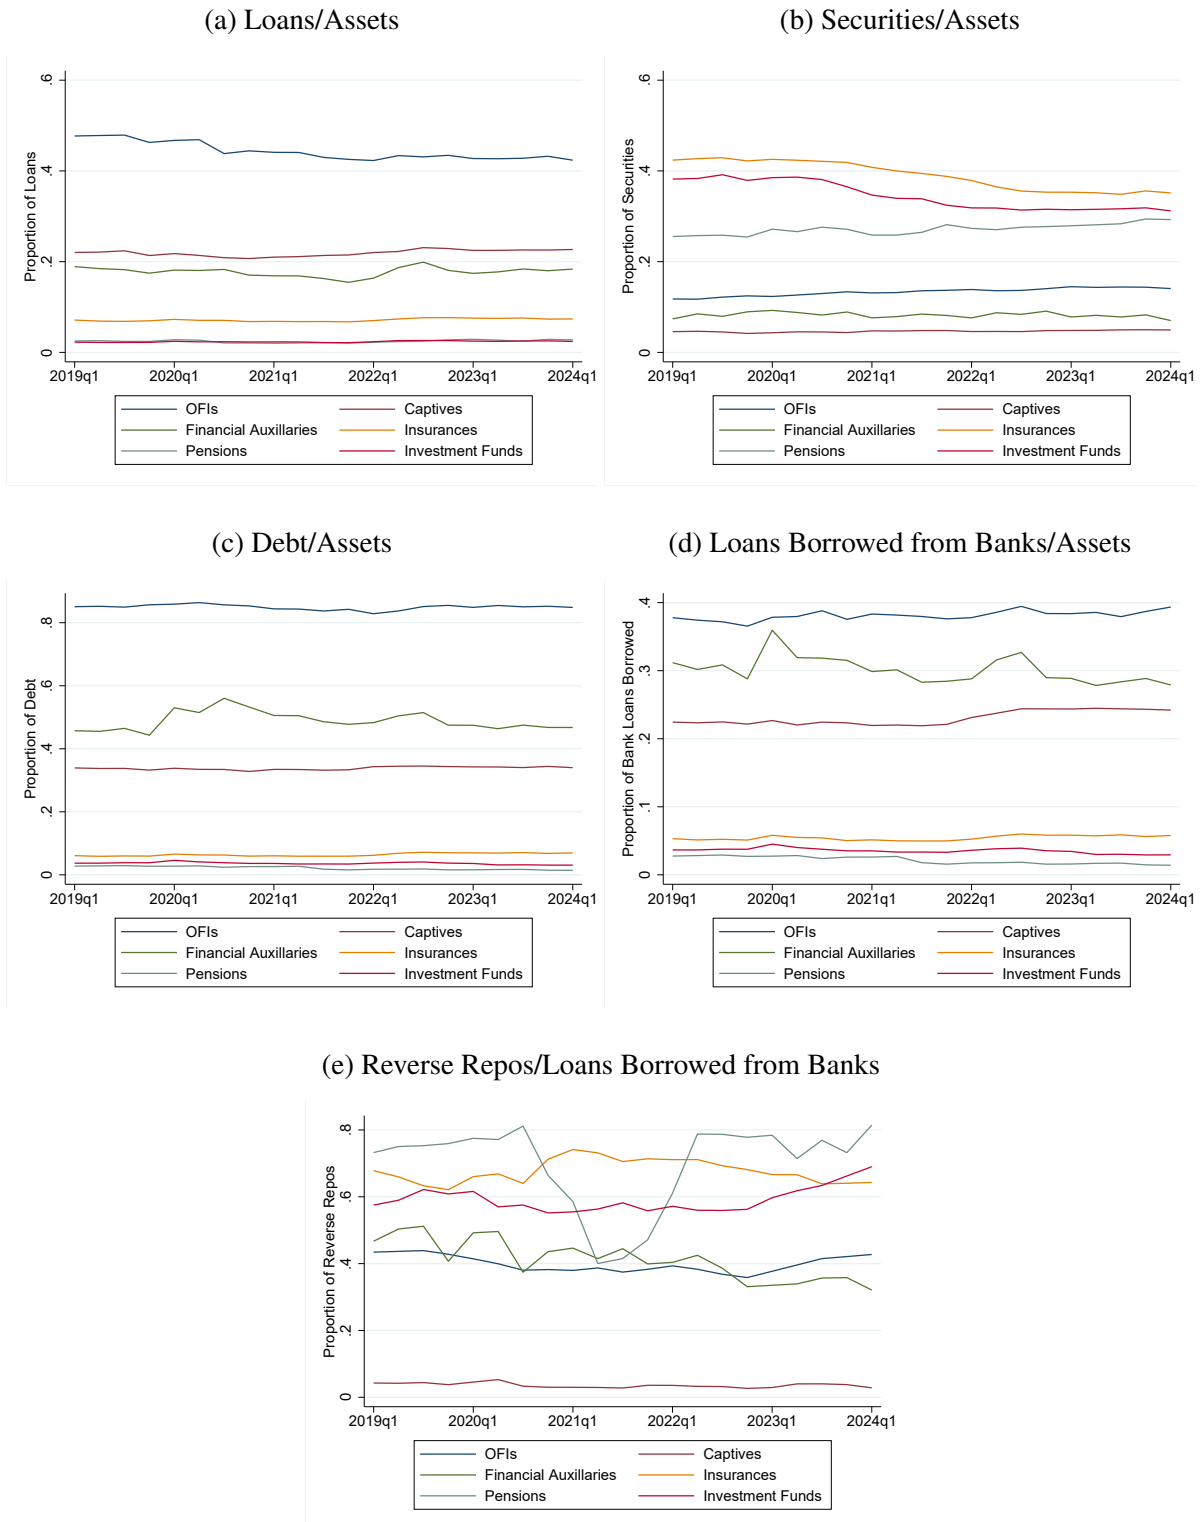 (a) Loans/Assets
Proportion of Loans
.6
.4
.2
0
2019q1 2020q1 2021q1 2022q1 2023q1 2024q1
OFIs Captives
Financial Auxillaries Insurances
Pensions Investment Funds
(b) Securities/Assets
Proportion of Securities
.6
.4
.2
0
2019q1 2020q1 2021q1 2022q1 2023q1 2024q1
OFIs Captives
Financial Auxillaries Insurances
Pensions Investment Funds
(c) Debt/Assets
Proportion of Debt
.8
.6
.4
.2
0
2019q1 2020q1 2021q1 2022q1 2023q1 2024q1
OFIs Captives
Financial Auxillaries Insurances
Pensions Investment Funds
(d) Loans Borrowed from Banks/Assets
Proportion of Bank Loans Borrowed
.4
.3
.2
.1
0
2019q1 2020q1 2021q1 2022q1 2023q1 2024q1
OFIs Captives
Financial Auxillaries Insurances
Pensions Investment Funds
(e) Reverse Repos/Loans Borrowed from Banks
Proportion of Reverse Repos
.8
.6
.4
.2
0
2019q1 2020q1 2021q1 2022q1 2023q1 2024q1
OFIs Captives
Financial Auxillaries Insurances
Pensions Investment Funds